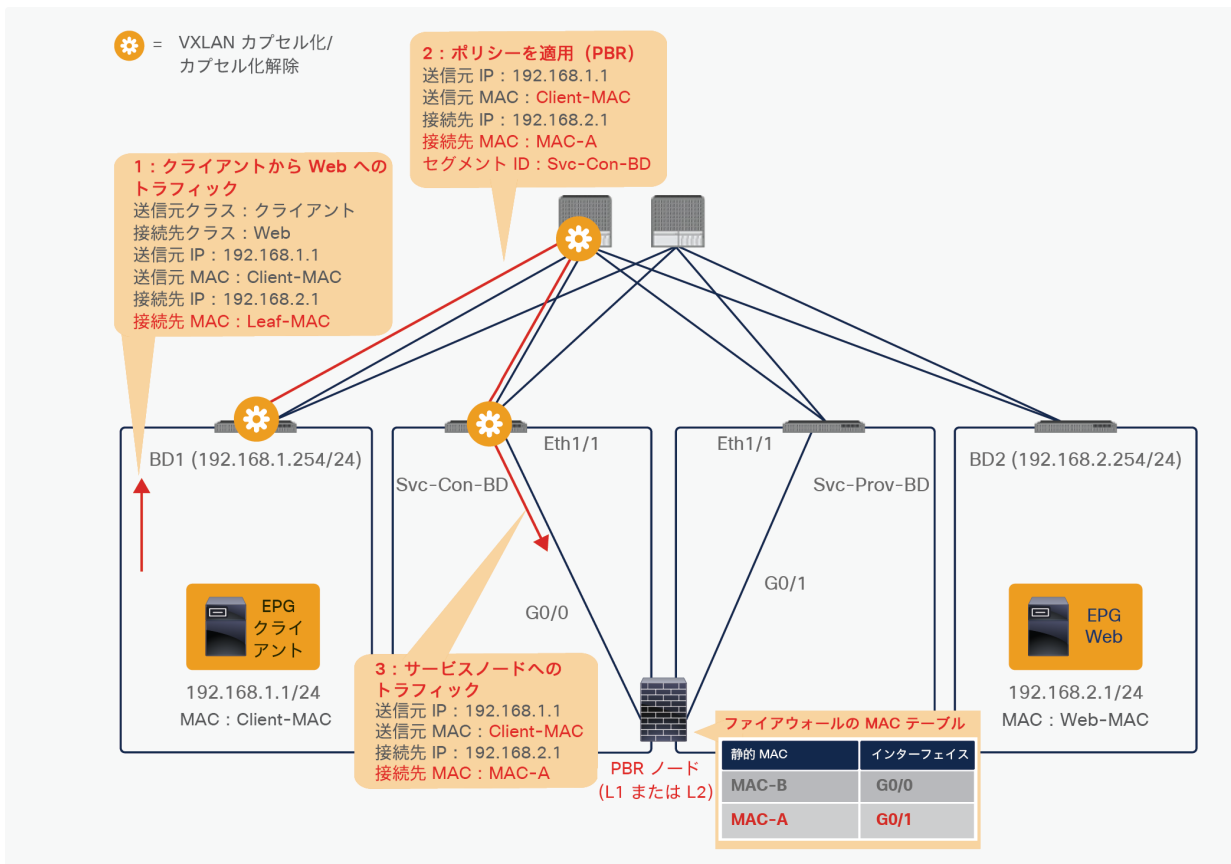 = VXLAN カプセル化/
カプセル化解除
2：ポリシーを適用（PBR）
送信元 IP：192.168.1.1
送信元 MAC：Client-MAC
接続先 IP：192.168.2.1
接続先 MAC：MAC-A
セグメント ID：Svc-Con-BD
1：クライアントから Web への
トラフィック
送信元クラス：クライアント
接続先クラス：Web
送信元 IP：192.168.1.1
送信元 MAC：Client-MAC
接続先 IP：192.168.2.1
接続先 MAC：Leaf-MAC
BD1 (192.168.1.254/24)
Eth1/1
Svc-Con-BD
Eth1/1
Svc-Prov-BD
BD2 (192.168.2.254/24)
G0/0
G0/1
EPG
クライ
アント
192.168.1.1/24
MAC：Client-MAC
EPG
Web
192.168.2.1/24
MAC：Web-MAC
3：サービスノードへの
トラフィック
送信元 IP：192.168.1.1
送信元 MAC：Client-MAC
接続先 IP：192.168.2.1
接続先 MAC：MAC-A
PBR ノード
(L1 または L2)
ファイアウォールの MAC テーブル
静的 MAC インターフェイス
MAC-B G0/0
MAC-A G0/1